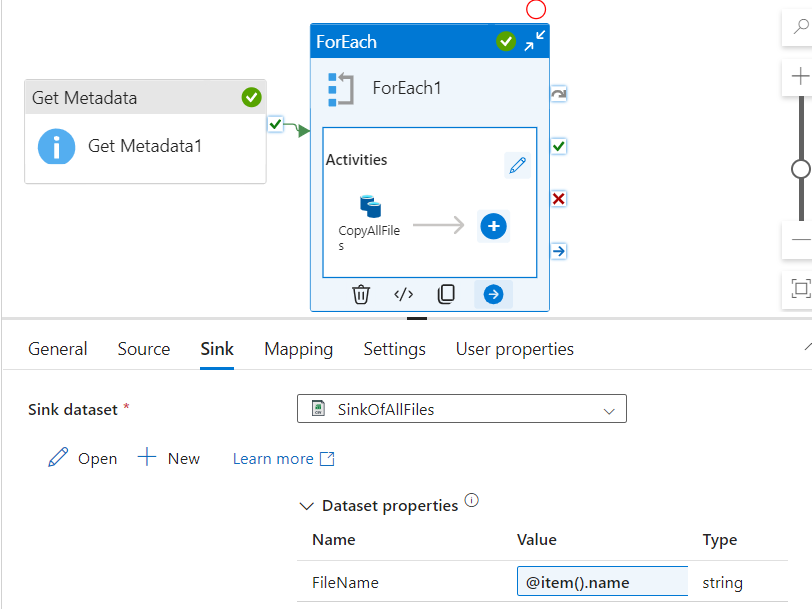 ForEach
Get Metadata
ForEach1
Get Metadata1
Activities
CopyAllFile
s
General Source Sink Mapping Settings User properties
Sink dataset * SinkOfAllFiles
Open New Learn more
Dataset properties
Name Value Type
FileName @item().name string